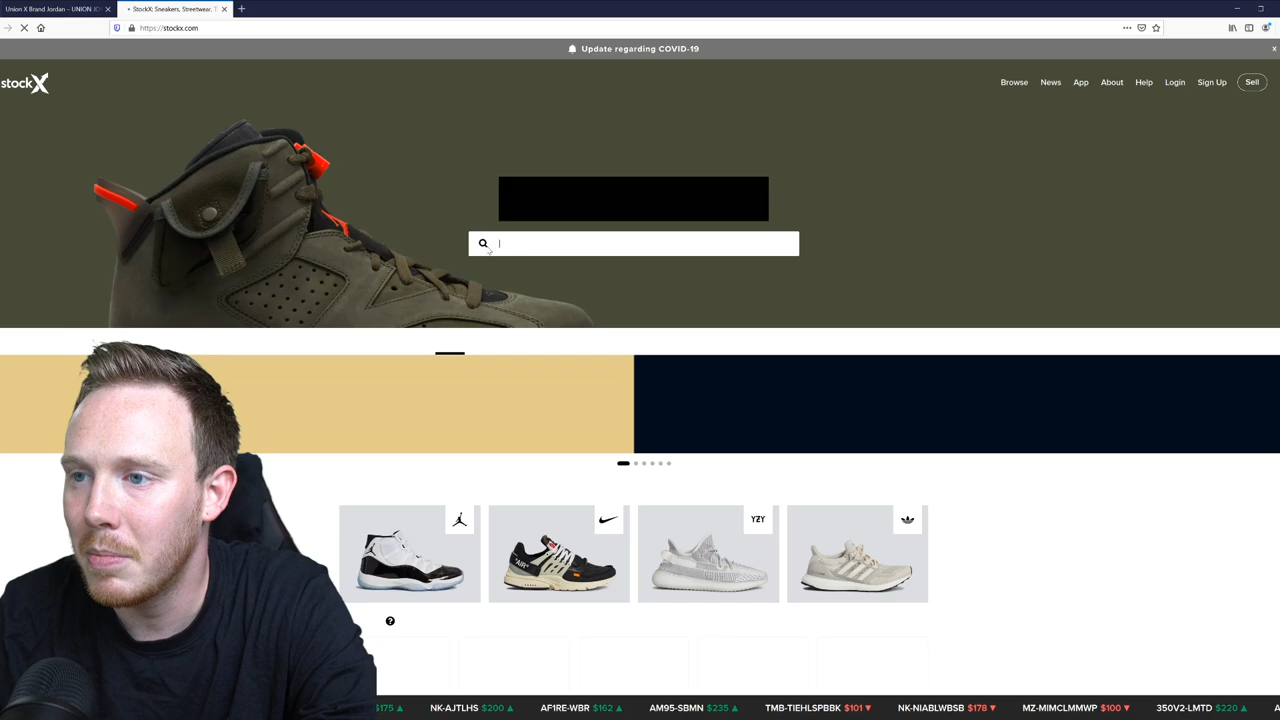 Union X Brand Jordan – UNION JO
StockX: Sneakers, Streetwear, T
https://stockx.com
Update regarding COVID-19
stockX
Browse
News
App
About
Help
Login
Sign Up
Sell
"AIR"
YZY
$175
NK-AJTLHS $200
AF1RE-WBR $162
AM95-SBMN $235
TMB-TIEHLSPBBK $101
NK-NIABLWBSB $178
MZ-MIMCLMMWP $100
350V2-LMTD $220